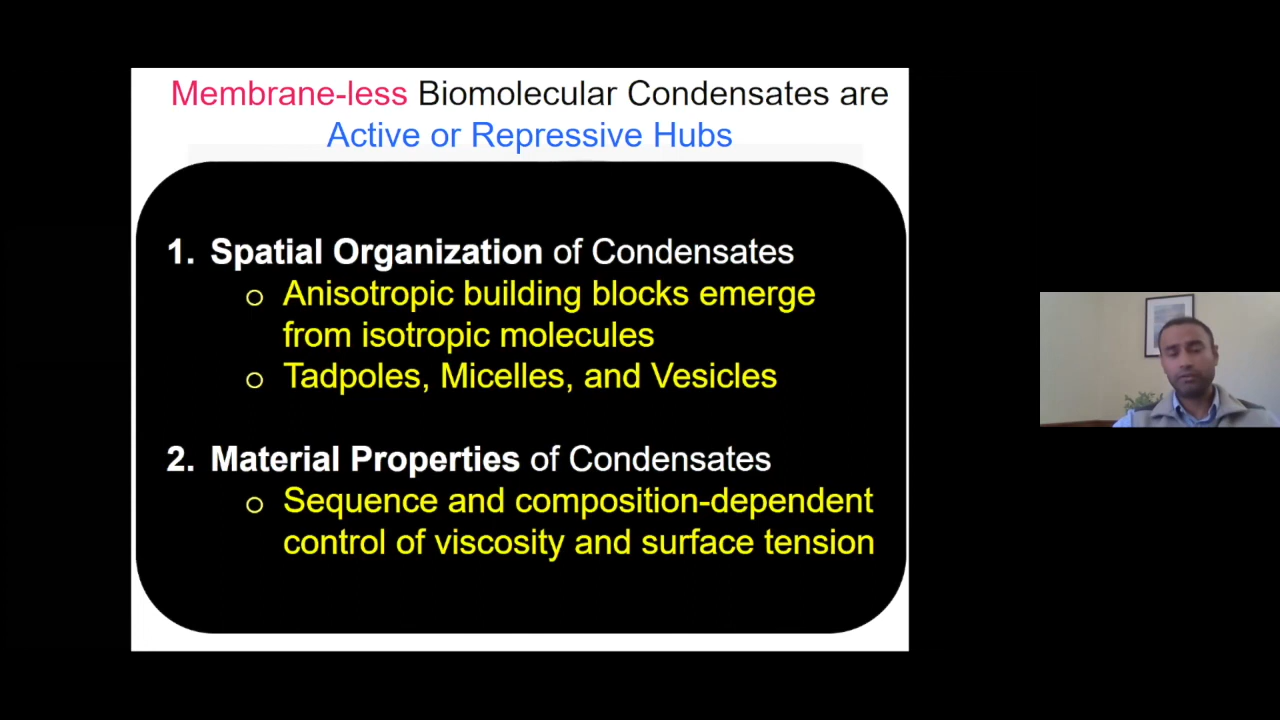 Membrane-less Biomolecular Condensates are
Active or Repressive Hubs
1. Spatial Organization of Condensates
o Anisotropic building blocks emerge
from isotropic molecules
o Tadpoles, Micelles, and Vesicles
2. Material Properties of Condensates
o Sequence and composition-dependent
control of viscosity and surface tension